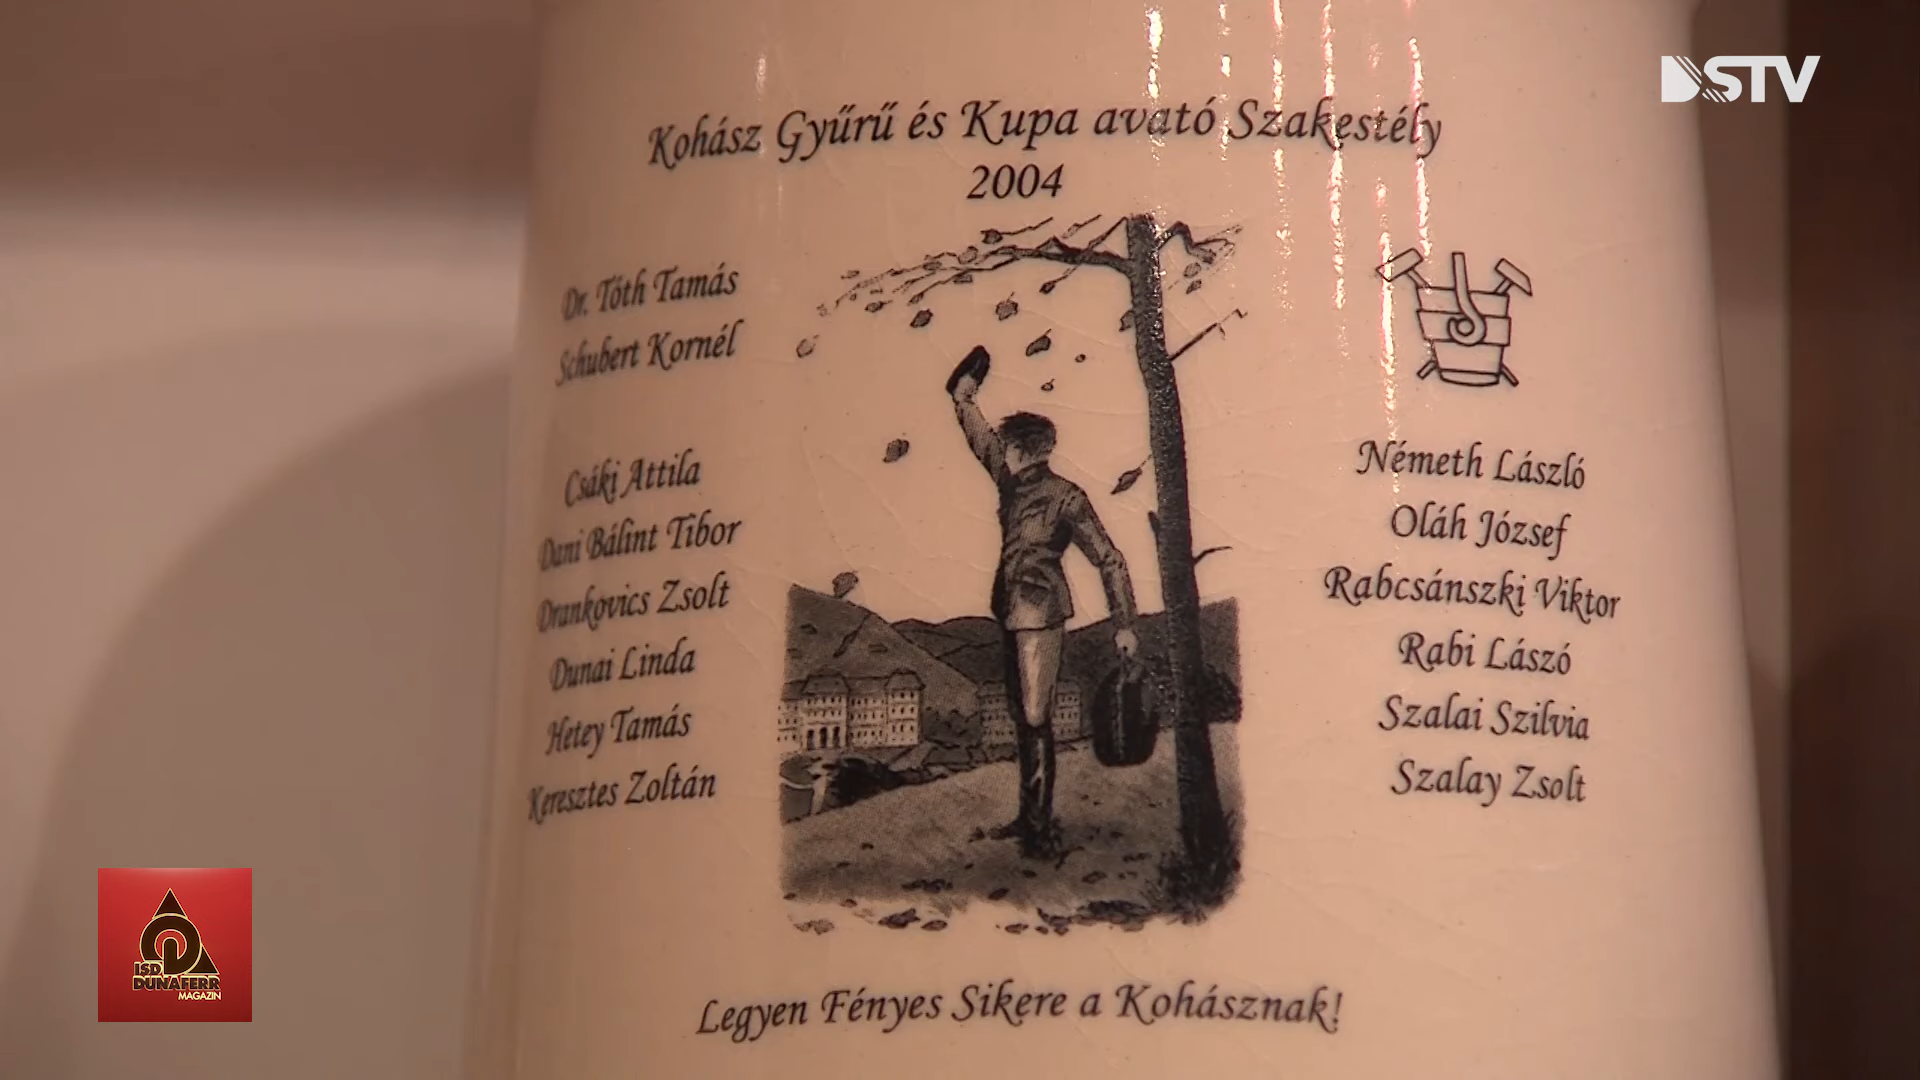 DSTV
Kohász Gyűrű és Kupa avató Szakestély
2004
Dr. Tóth Tamás
Schubert Kornél
Csáki Attila
Dani Bálint Tibor
Drankovics Zsolt
Dunai Linda
Hetey Tamás
Keresztes Zoltán
Németh László
Oláh József
Rabcsánszki Viktor
Rabi Lászó
Szalai Szilvia
Szalay Zsolt
Legyen Fényes Sikere a Kohásznak!
ISD
DUNAFERR
MAGAZIN